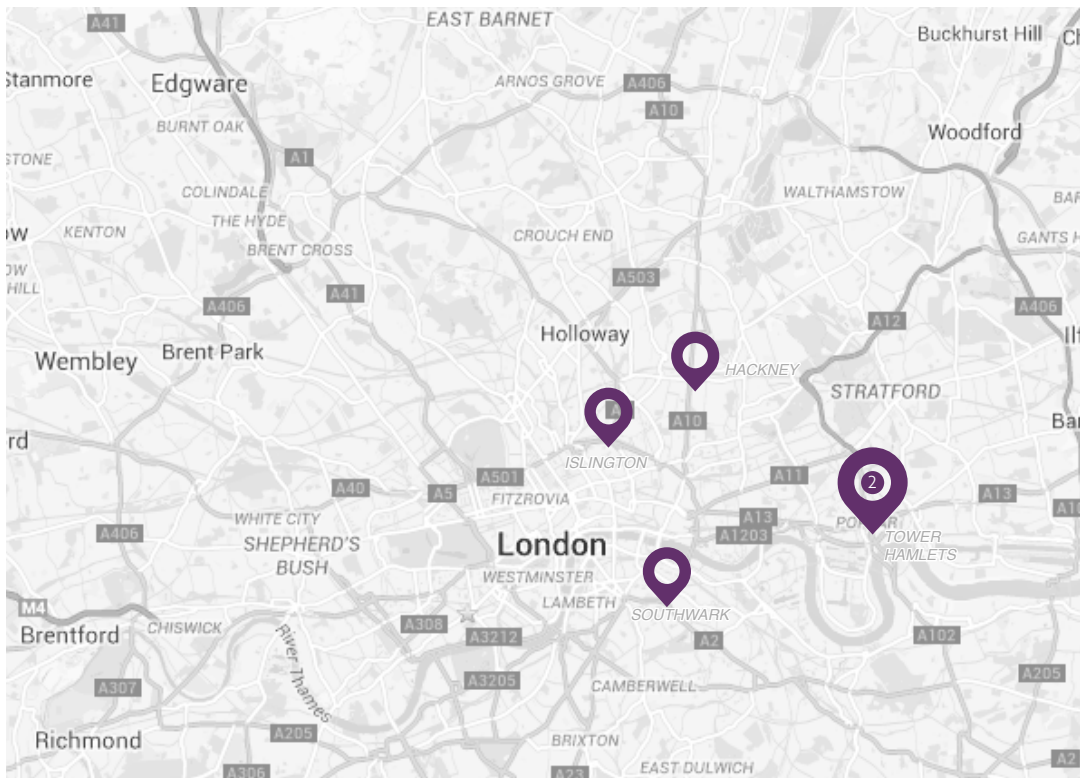 A41
EAST BARNET
Buckhurst Hill
Stanmore
Edgware
ARNOS GROVE
A406
A10
BURNT OAK
Woodford
A1
STONE
COLINDALE
WALTHAMSTOW
THE HYDE
KENTON
CROUCH END
BRENT CROSS
GANTS H
HILL
A503
A41
A406
A406
A12
Holloway
Brent Park
Wembley
HACKNEY
STRATFORD
A10
ISLINGTON
A501
A11
A40
A5
FITZROVIA
2
A13
WHITE CITY
A13
A406
A1203
TOWER
HAMLETS
SHEPHERD'S
BUSH
London
WESTMINSTER
M4
LAMBETH
SOUTHWARK
Brentford
CHISWICK
A308
A3212
A2
A102
River Thames
A3205
A307
CAMBERWELL
A205
A205
Richmond
BRIXTON
EAST DULWICH
A306
A23